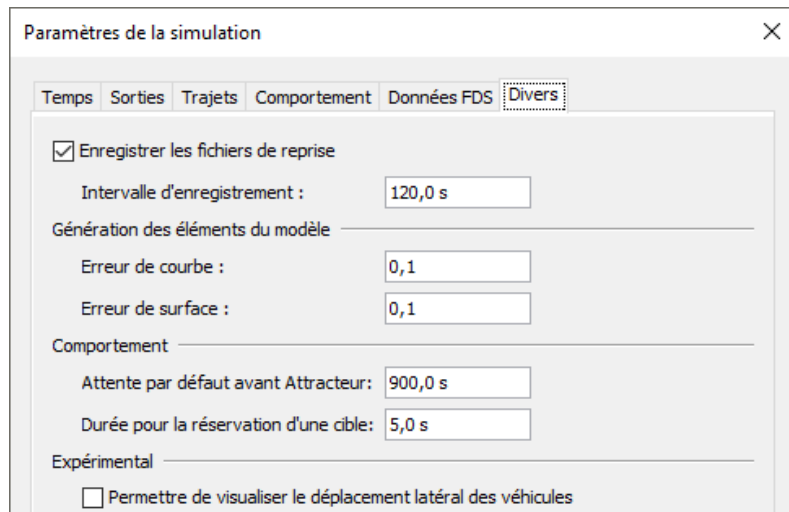 Paramètres de la simulation
Temps Sorties Trajets Comportement Données FDS Divers
Enregistrer les fichiers de reprise
Intervalle d'enregistrement : 120,0 s
Génération des éléments du modèle
Erreur de courbe : 0,1
Erreur de surface : 0,1
Comportement
Attente par défaut avant Attracteur: 900,0 s
Durée pour la réservation d'une cible: 5,0 s
Expérimental
Permettre de visualiser le déplacement latéral des véhicules